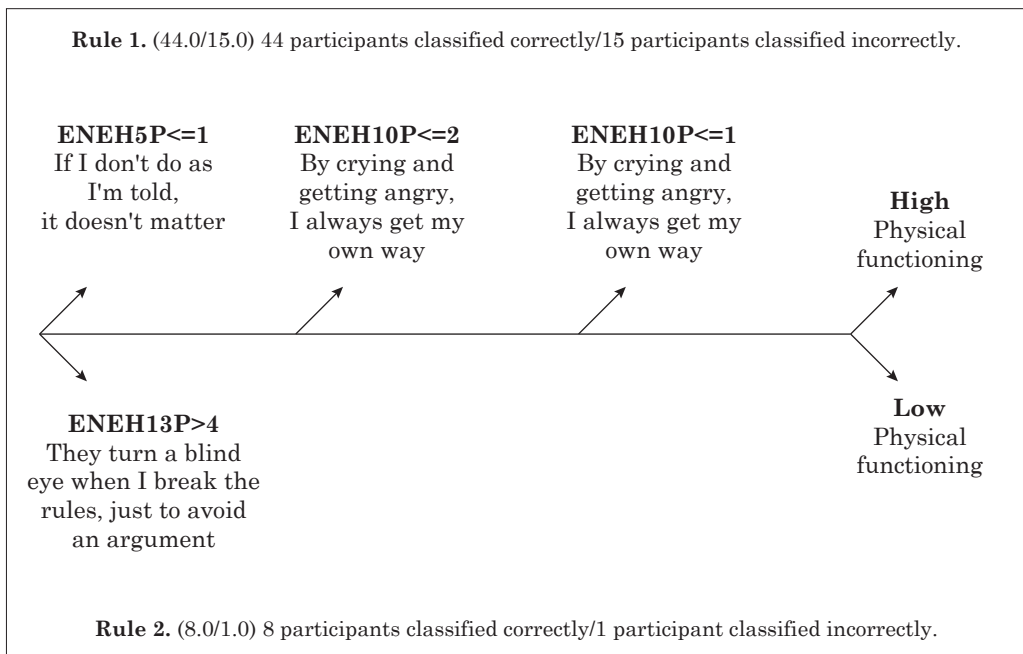 Rule 1. (44.0/15.0) 44 participants classified correctly/15 participants classified incorrectly.
ENEH5P<=1
If I don't do as
I'm told,
it doesn't matter
ENEH10P<=2
By crying and
getting angry,
I always get my
own way
ENEH10P<=1
By crying and
getting angry,
I always get my
own way
High
Physical
functioning
ENEH13P>4
They turn a blind
eye when I break the
rules, just to avoid
an argument
Low
Physical
functioning
Rule 2. (8.0/1.0) 8 participants classified correctly/1 participant classified incorrectly.